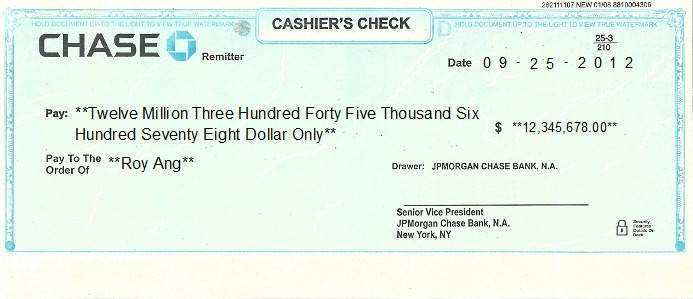 282111107 NEW 01/08 8810004306
HOLD DOCUMENT UP TO THE LIGHT TO VIEW TRUE WATERMARK
CASHIER'S CHECK
HOLD DOCUMENT UP TO THE LIGHT TO VIEW TRUE WATERMARK
CHASE
Remitter
25-3
210
Date 09-25-2012
Pay: **Twelve Million Three Hundred Forty Five Thousand Six
Hundred Seventy Eight Dollar Only**
$ **12,345,678.00**
Pay To The
Order Of **Roy Ang**
Drawer: JPMORGAN CHASE BANK, N.A.
Senior Vice President
JPMorgan Chase Bank, N.A.
New York, NY
Security
Features
Details On
Back